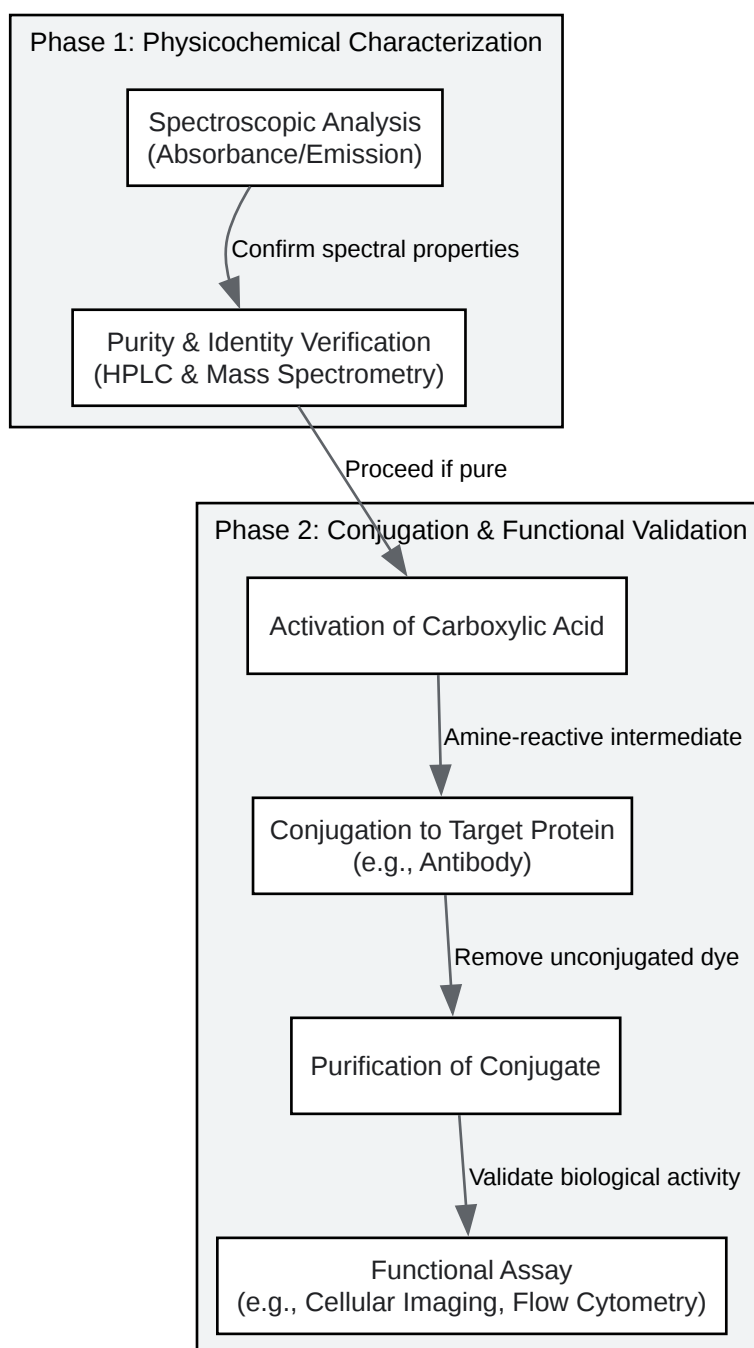 Phase 1: Physicochemical Characterization
Spectroscopic Analysis
(Absorbance/Emission)
Confirm spectral properties
Purity & Identity Verification
(HPLC & Mass Spectrometry)
Proceed if pure
Phase 2: Conjugation & Functional Validation
Activation of Carboxylic Acid
Amine-reactive intermediate
Conjugation to Target Protein
(e.g., Antibody)
Remove unconjugated dye
Purification of Conjugate
Validate biological activity
Functional Assay
(e.g., Cellular Imaging, Flow Cytometry)